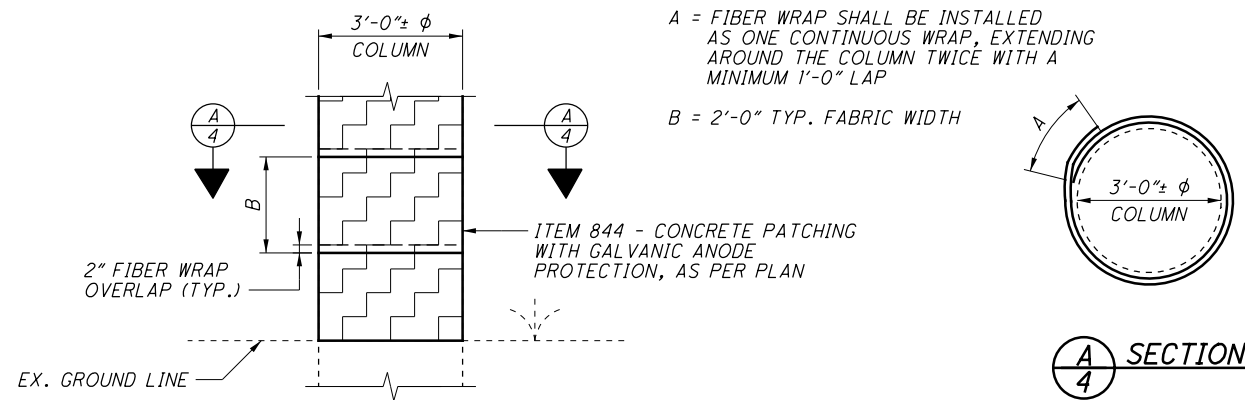 3'-0"± ϕ
COLUMN
A = FIBER WRAP SHALL BE INSTALLED
AS ONE CONTINUOUS WRAP, EXTENDING
AROUND THE COLUMN TWICE WITH A
MINIMUM 1'-0" LAP
B = 2'-0" TYP. FABRIC WIDTH
A
4
A
4
B
A
3'-0"± ϕ
COLUMN
ITEM 844 - CONCRETE PATCHING
WITH GALVANIC ANODE
PROTECTION, AS PER PLAN
2" FIBER WRAP
OVERLAP (TYP.)
EX. GROUND LINE
A
4
SECTION